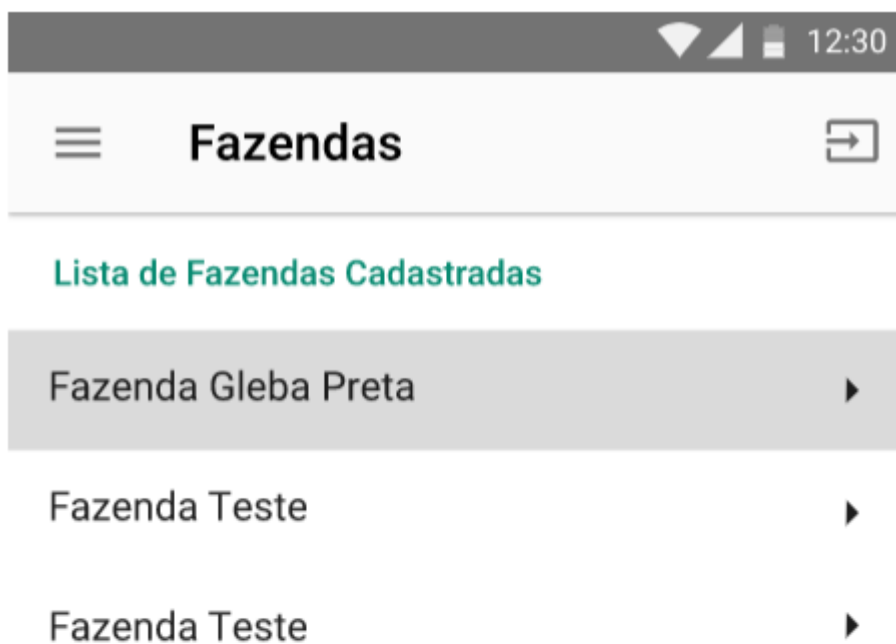 12:30
Fazendas
Lista de Fazendas Cadastradas
Fazenda Gleba Preta
Fazenda Teste
Fazenda Teste